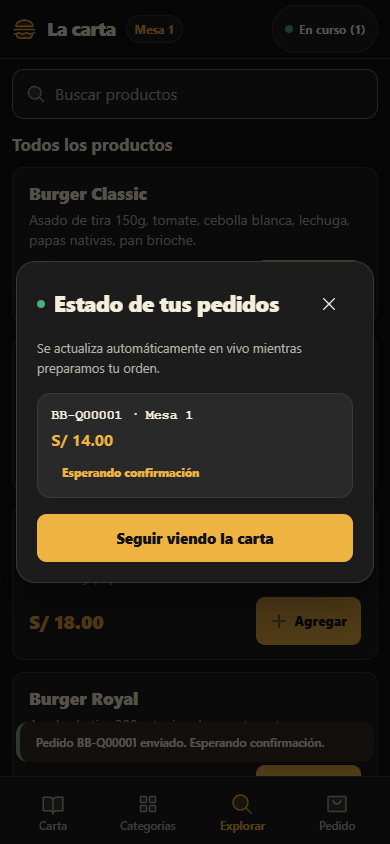 La carta
Mesa 1
En curso (1)
Buscar productos
Todos los productos
Burger Classic
Asado de tira 150g, tomate, cebolla blanca, lechuga,
papas nativas, pan brioche.
Estado de tus pedidos
Se actualiza automáticamente en vivo mientras
preparamos tu orden.
BB-Q00001 · Mesa 1
S/ 14.00
Esperando confirmación
Seguir viendo la carta
S/ 18.00
Agregar
Burger Royal
Pedido BB-Q00001 enviado. Esperando confirmación.
Carta
Categorías
Explorar
Pedido